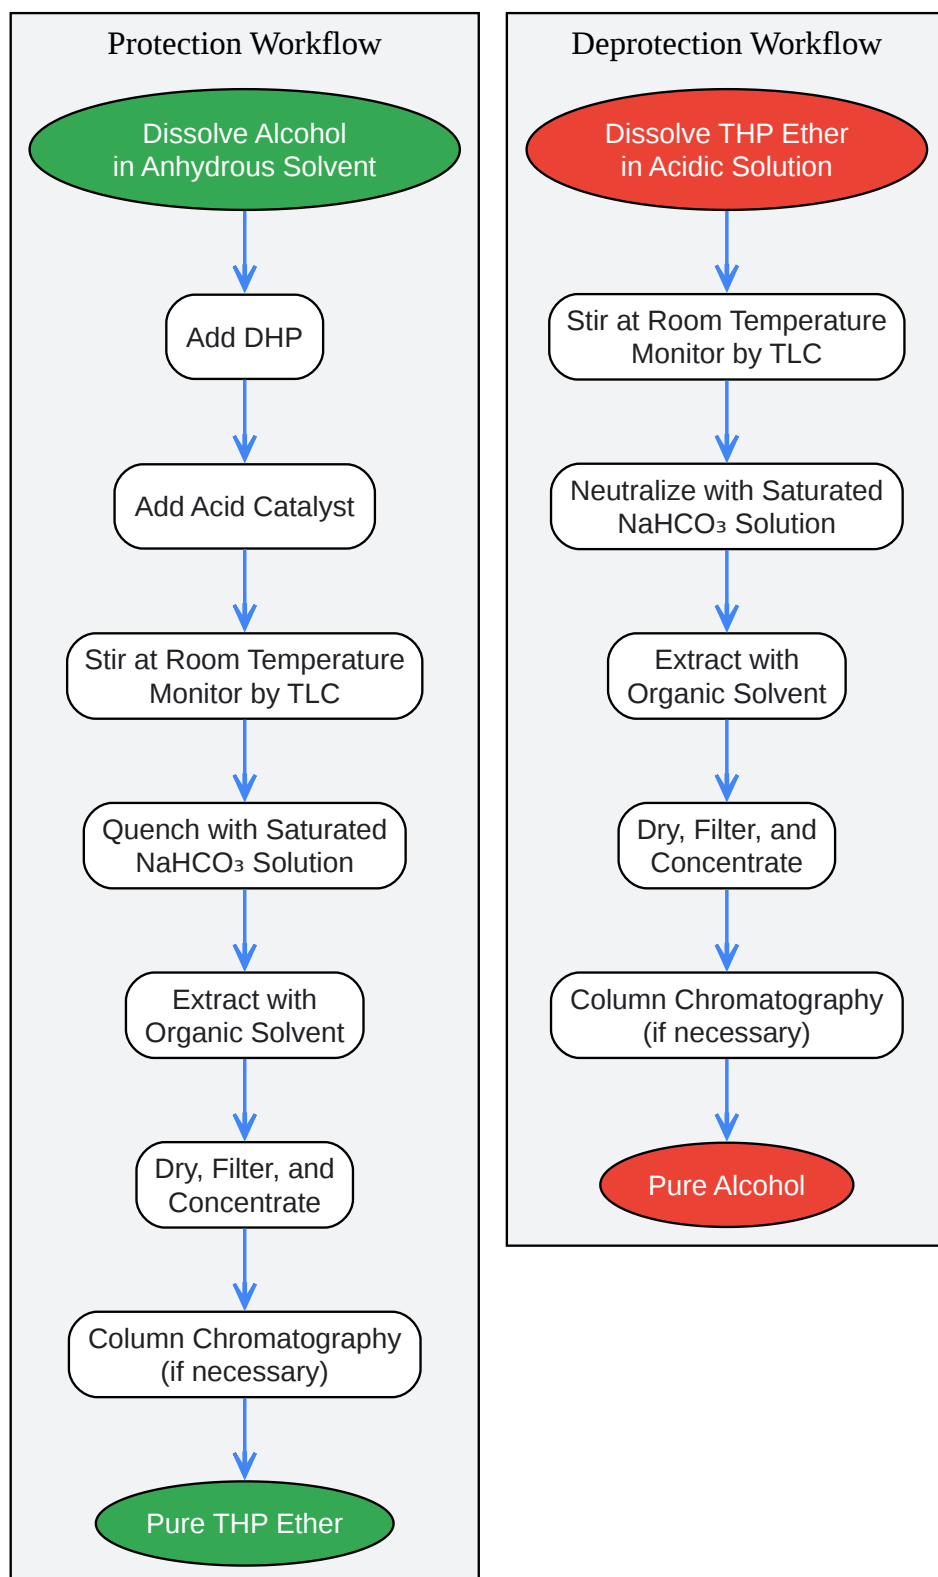 Protection Workflow
Dissolve Alcohol
in Anhydrous Solvent
Add DHP
Add Acid Catalyst
Stir at Room Temperature
Monitor by TLC
Quench with Saturated
NaHCO₃ Solution
Extract with
Organic Solvent
Dry, Filter, and
Concentrate
Column Chromatography
(if necessary)
Pure THP Ether
Deprotection Workflow
Dissolve THP Ether
in Acidic Solution
Stir at Room Temperature
Monitor by TLC
Neutralize with Saturated
NaHCO₃ Solution
Extract with
Organic Solvent
Dry, Filter, and
Concentrate
Column Chromatography
(if necessary)
Pure Alcohol